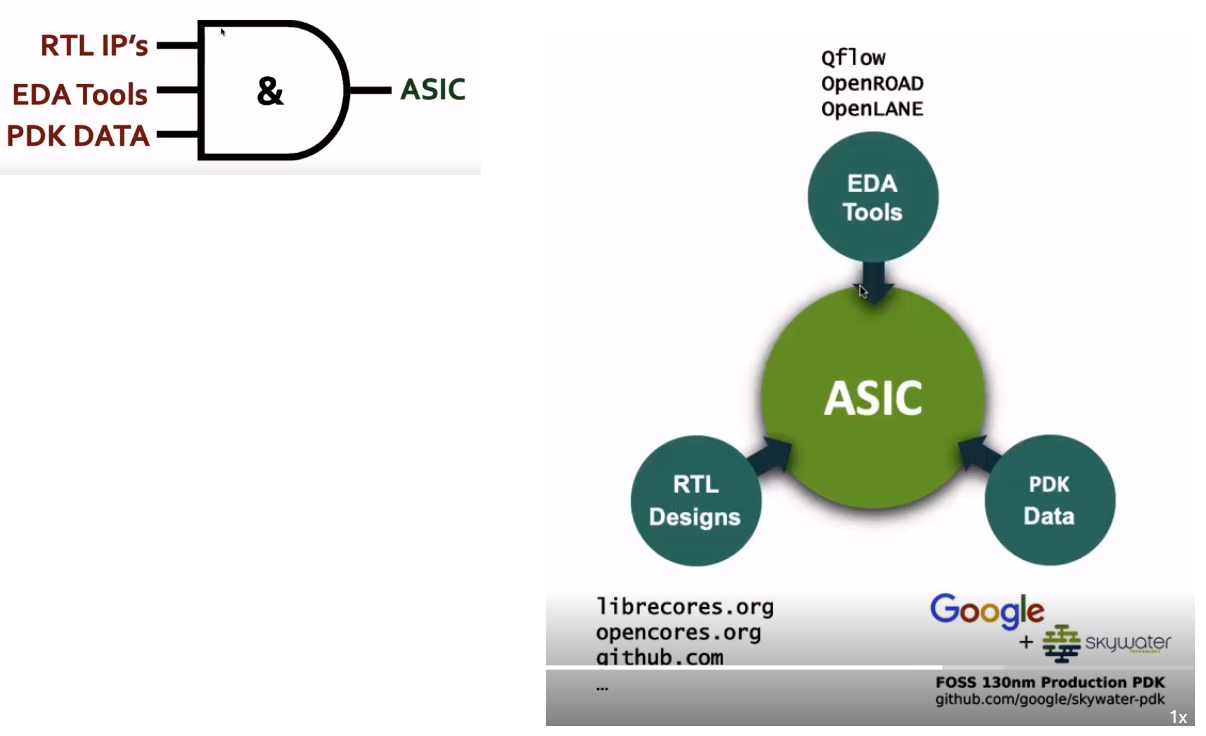 RTL IP's
EDA Tools
PDK DATA
&
ASIC
Qflow
OpenROAD
OpenLANE
EDA
Tools
ASIC
RTL
Designs
PDK
Data
librecores.org
opencores.org
github.com
...
Google
+ skywater
TECHNOLOGY
FOSS 130nm Production PDK
github.com/google/skywater-pdk
1x